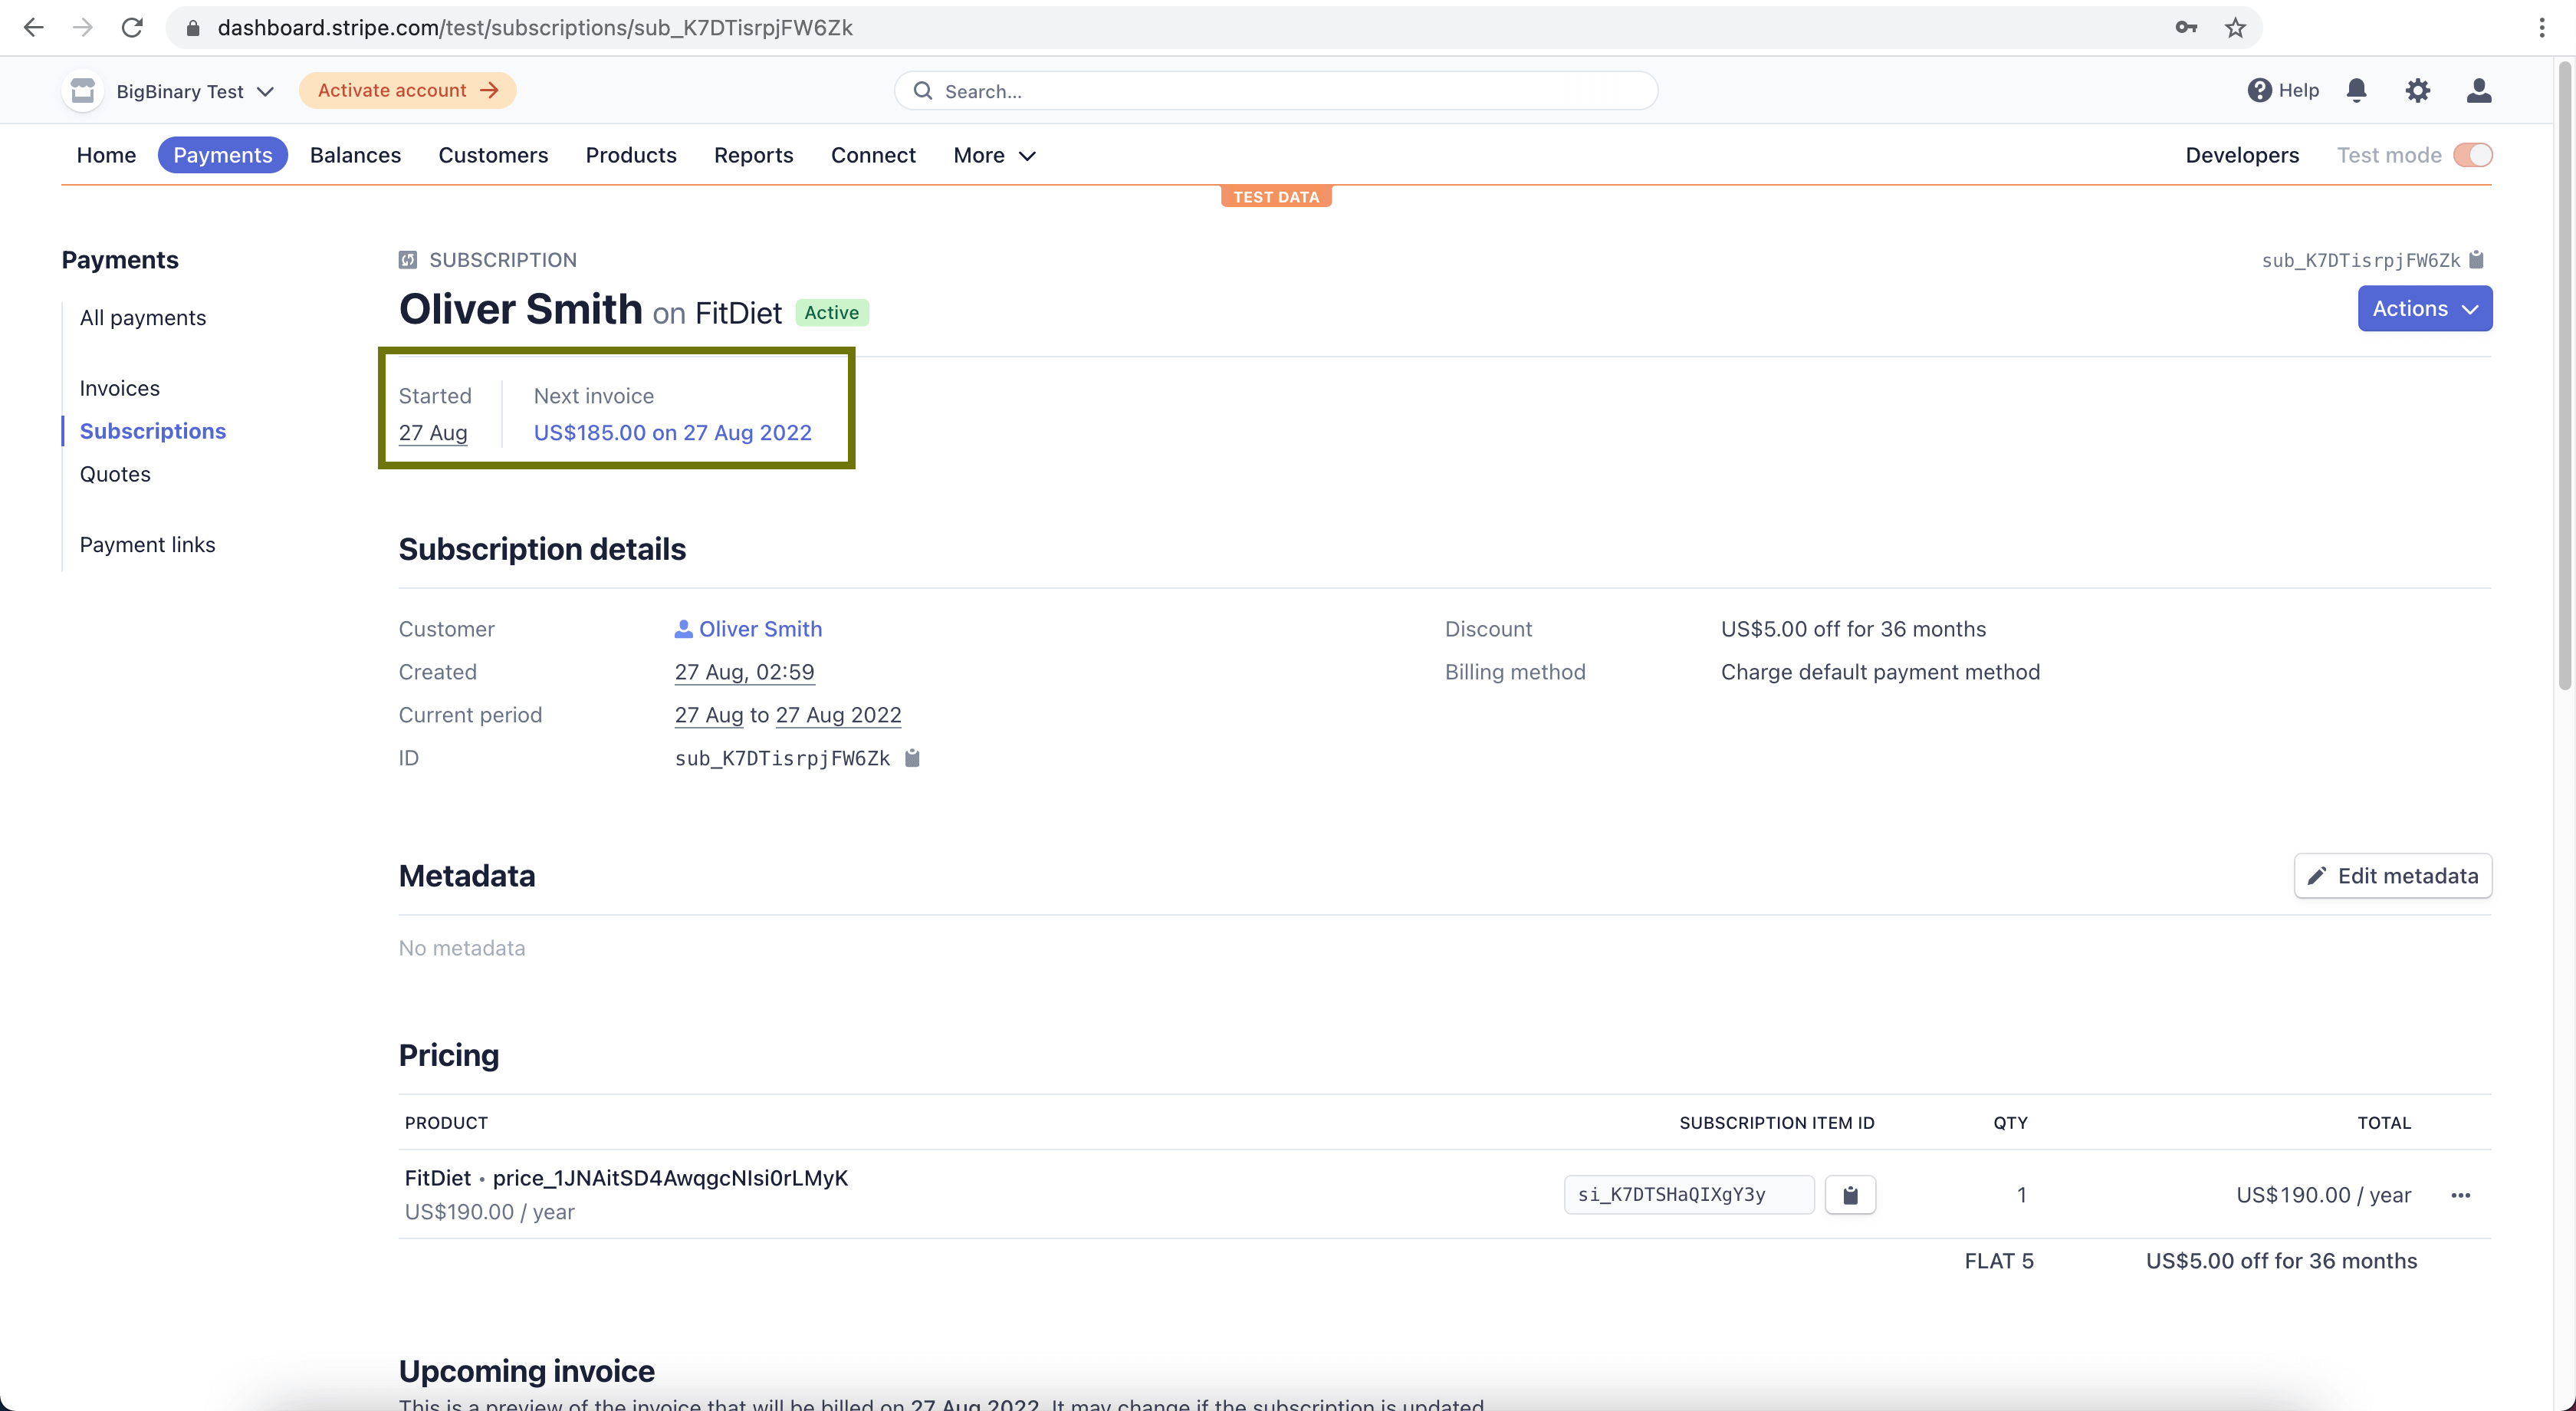 dashboard.stripe.com/test/subscriptions/sub_K7DTisrpjFW6Zk
BigBinary Test
Activate account
Search...
Help
Home
Payments
Balances
Customers
Products
Reports
Connect
More
Developers
Test mode
TEST DATA
Payments
All payments
Invoices
Subscriptions
Quotes
Payment links
SUBSCRIPTION
sub_K7DTisrpjFW6Zk
Oliver Smith on FitDiet Active
Actions
Started
27 Aug
Next invoice
US$185.00 on 27 Aug 2022
Subscription details
Customer Oliver Smith
Created 27 Aug, 02:59
Current period 27 Aug to 27 Aug 2022
ID sub_K7DTisrpjFW6Zk
Discount US$5.00 off for 36 months
Billing method Charge default payment method
Metadata
Edit metadata
No metadata
Pricing
PRODUCT SUBSCRIPTION ITEM ID QTY TOTAL
FitDiet • price_1JNAitSD4AwqgcNIsi0rLMyK
US$190.00 / year
si_K7DTSHaQIXgY3y 1 US$190.00 / year
FLAT 5 US$5.00 off for 36 months
Upcoming invoice
This is a preview of the invoice that will be billed on 27 Aug 2022. It may change if the subscription is updated.